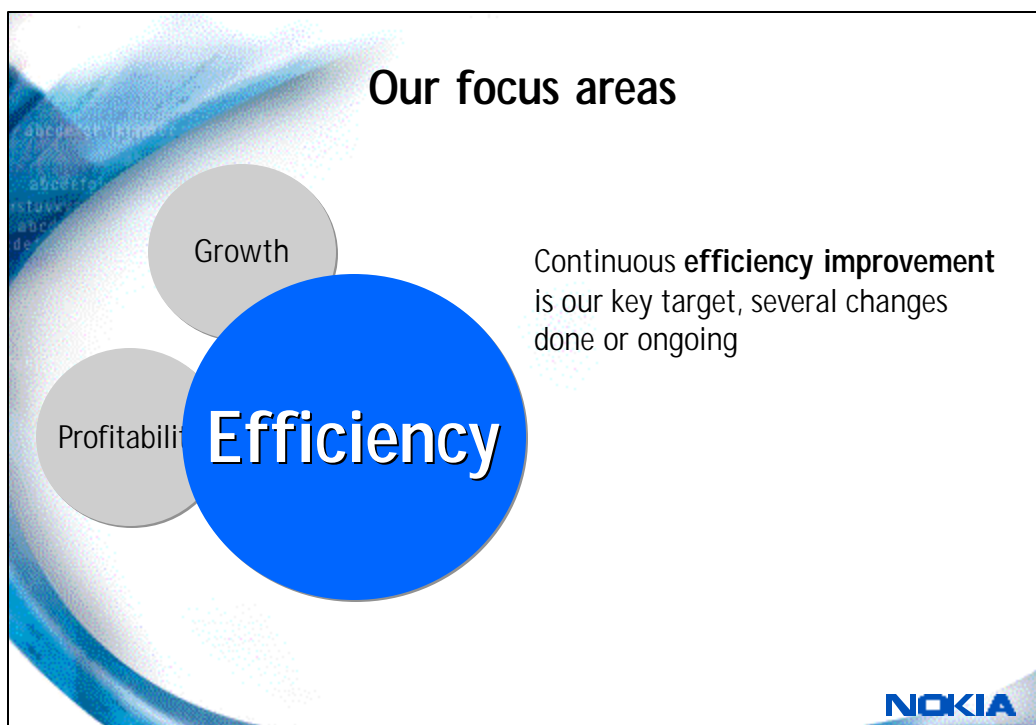 Our focus areas
Growth
Continuous efficiency improvement
is our key target, several changes
done or ongoing
Profitabilit
Efficiency
NOKIA